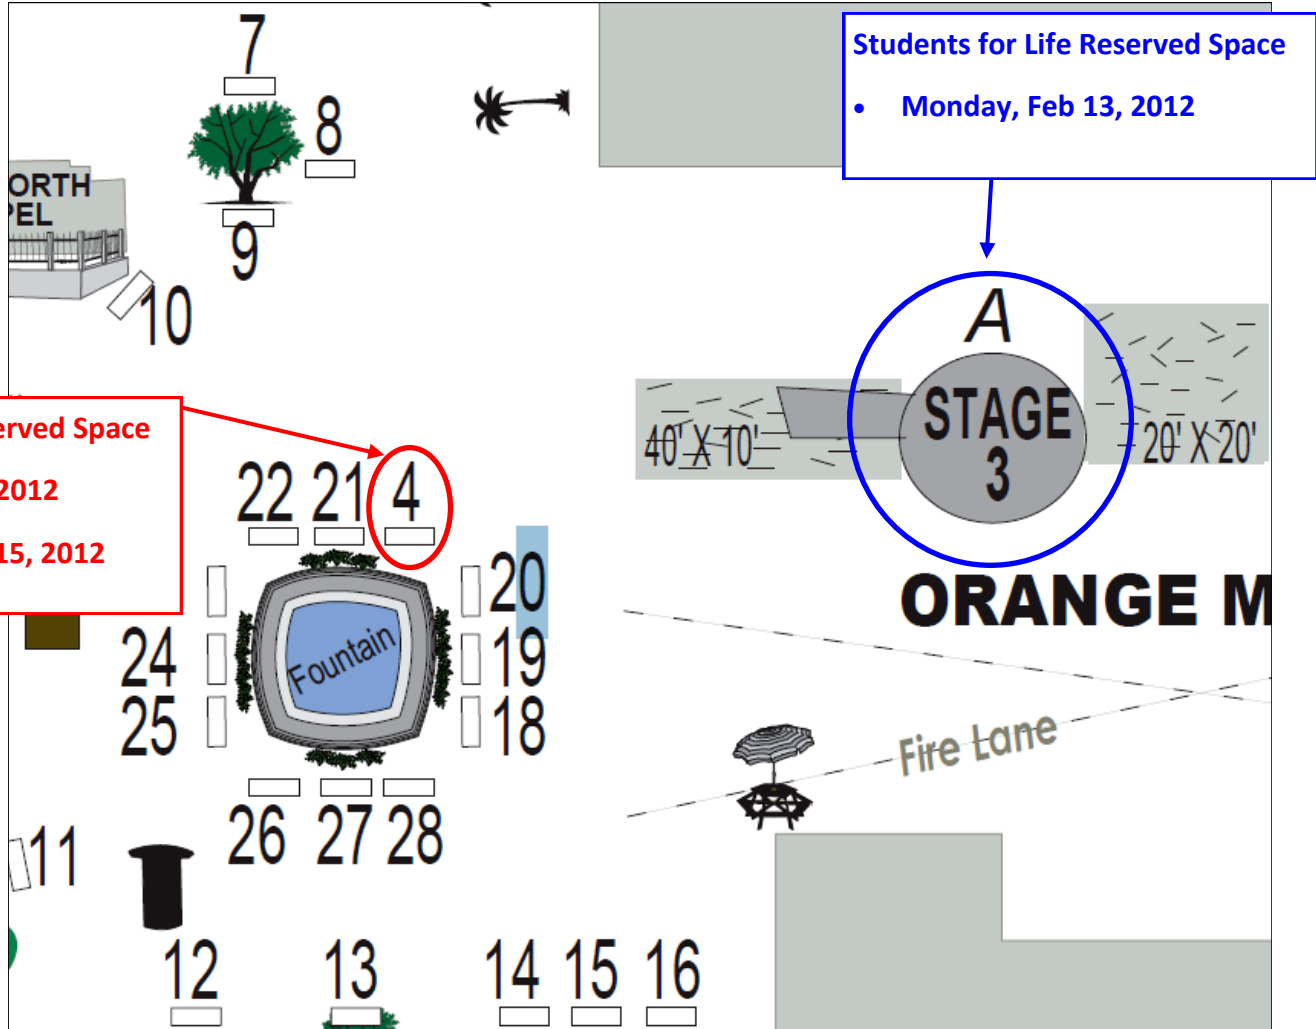 7
Students for Life Reserved Space
• Monday, Feb 13, 2012
8
ORTH
PEL
9
10
A
STAGE
3
40' X 10'
20' X 20'
erved Space
2012
15, 2012
22 21 4
20
ORANGE M
24
19
Fountain
25
18
Fire Lane
26 27 28
11
12 13 14 15 16